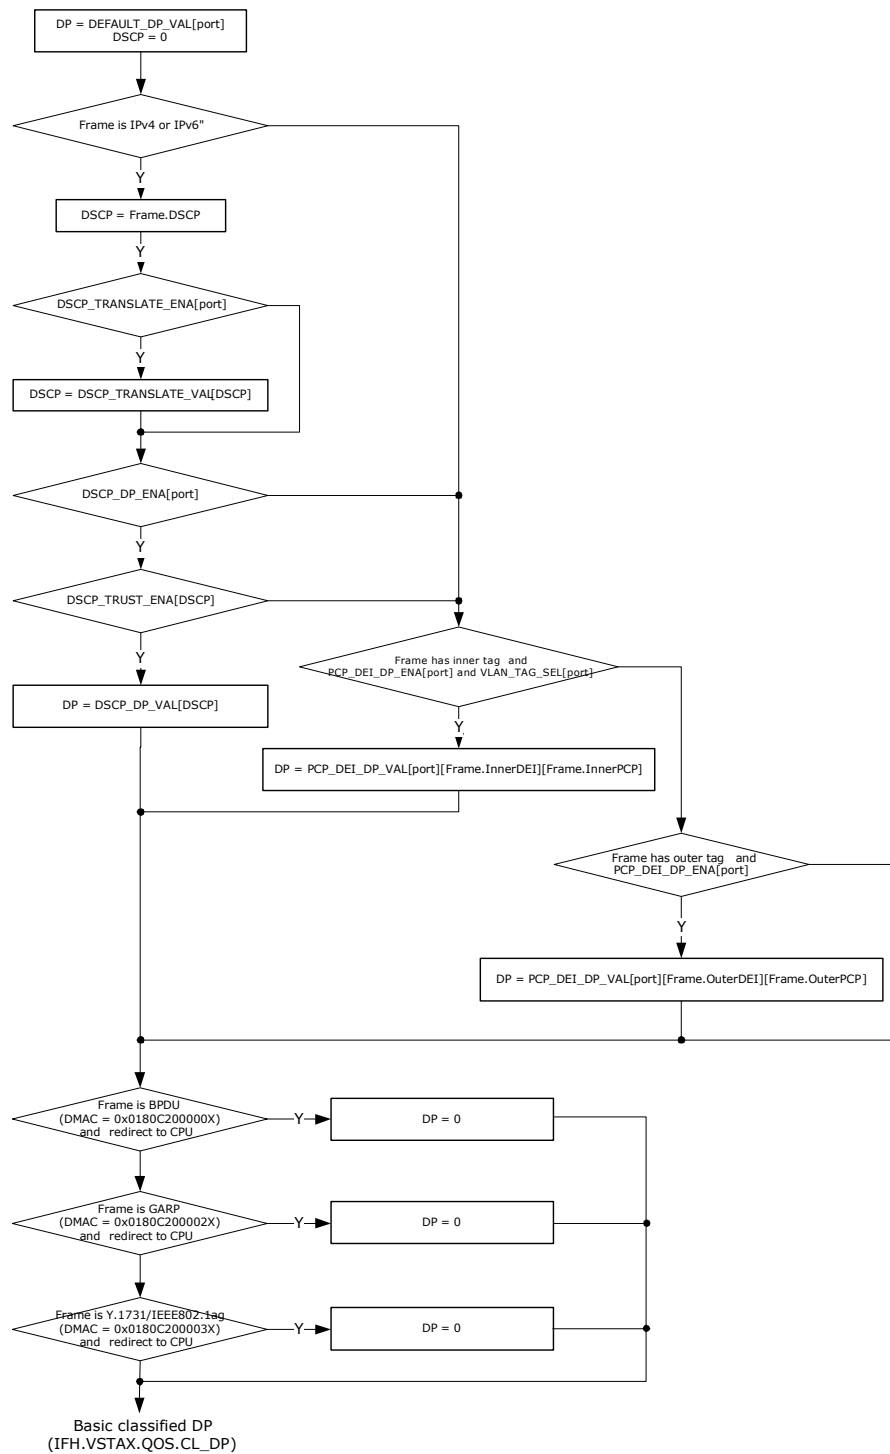 DP = DEFAULT_DP_VAL[port]
DSCP = 0
Frame is IPv4 or IPv6"
Y
DSCP = Frame.DSCP
Y
DSCP_TRANSLATE_ENA[port]
Y
DSCP = DSCP_TRANSLATE_VAL[DSCP]
DSCP_DP_ENA[port]
Y
DSCP_TRUST_ENA[DSCP]
Y
DP = DSCP_DP_VAL[DSCP]
Frame has inner tag and
PCP_DEI_DP_ENA[port] and VLAN_TAG_SEL[port]
Y
DP = PCP_DEI_DP_VAL[port][Frame.InnerDEI][Frame.InnerPCP]
Frame has outer tag and
PCP_DEI_DP_ENA[port]
Y
DP = PCP_DEI_DP_VAL[port][Frame.OuterDEI][Frame.OuterPCP]
Frame is BPDU
(DMAC = 0x0180C200000X)
and redirect to CPU
Y
DP = 0
Frame is GARP
(DMAC = 0x0180C200002X)
and redirect to CPU
Y
DP = 0
Frame is Y.1731/IEEE802.1ag
(DMAC = 0x0180C200003X)
and redirect to CPU
Y
DP = 0
Basic classified DP
(IFH.VSTAX.QOS.CL_DP)